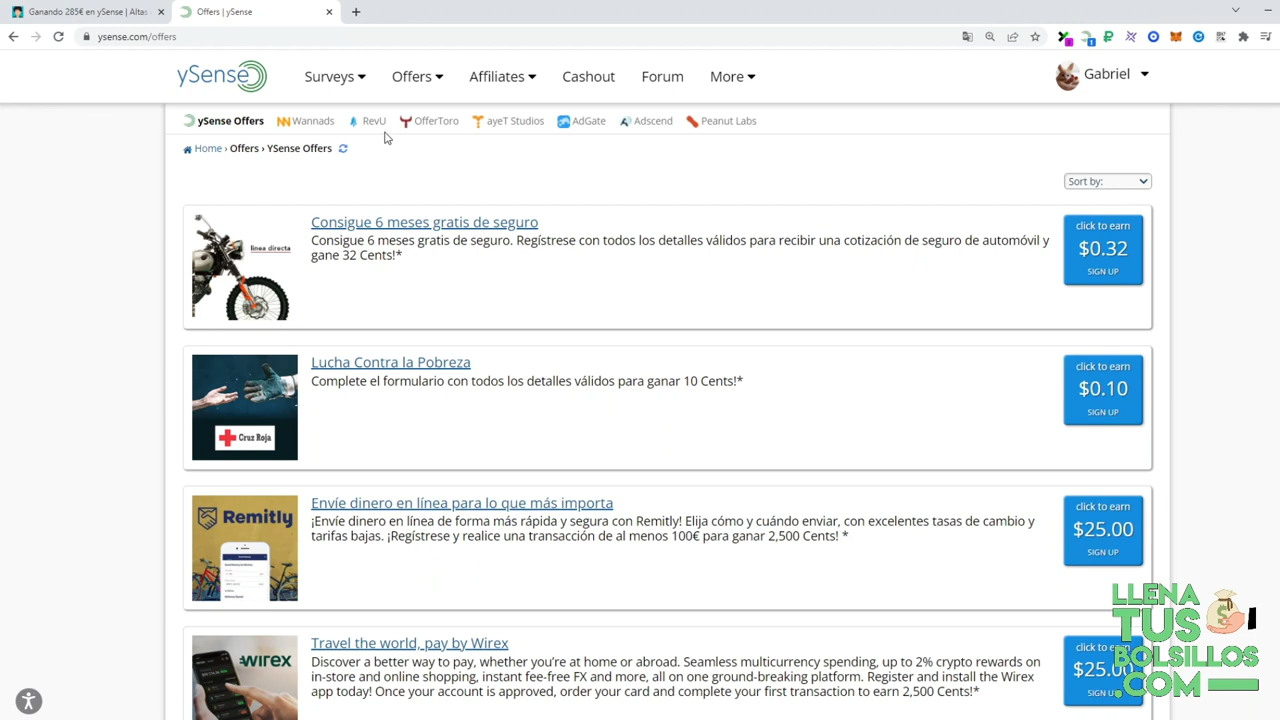 Ganando 285€ en ySense | Altas
Offers | ySense
ysense.com/offers
ySense
Surveys
Offers
Affiliates
Cashout
Forum
More
Gabriel
ySense Offers
Wannads
RevU
OfferToro
ayeT Studios
AdGate
Adscend
Peanut Labs
Home › Offers › YSense Offers
Sort by:
Consigue 6 meses gratis de seguro
Consigue 6 meses gratis de seguro. Regístrese con todos los detalles válidos para recibir una cotización de seguro de automóvil y
gane 32 Cents!*
linea directa
click to earn
$0.32
SIGN UP
Lucha Contra la Pobreza
Complete el formulario con todos los detalles válidos para ganar 10 Cents!*
Cruz Roja
click to earn
$0.10
SIGN UP
Envíe dinero en línea para lo que más importa
¡Envíe dinero en línea de forma más rápida y segura con Remitly! Elija cómo y cuándo enviar, con excelentes tasas de cambio y
tarifas bajas. ¡Regístrese y realice una transacción de al menos 100€ para ganar 2,500 Cents! *
Remitly
click to earn
$25.00
SIGN UP
Travel the world, pay by Wirex
Discover a better way to pay, whether you're at home or abroad. Seamless multicurrency spending, up to 2% crypto rewards on
in-store and online shopping, instant fee-free FX and more, all on one ground-breaking platform. Register and install the Wirex
app today! Once your account is approved, order your card and complete your first transaction to earn 2,500 Cents!*
WIREX
click to earn
$25.00
SIGN UP
LLENA
TUS
BOLSILLOS
.COM